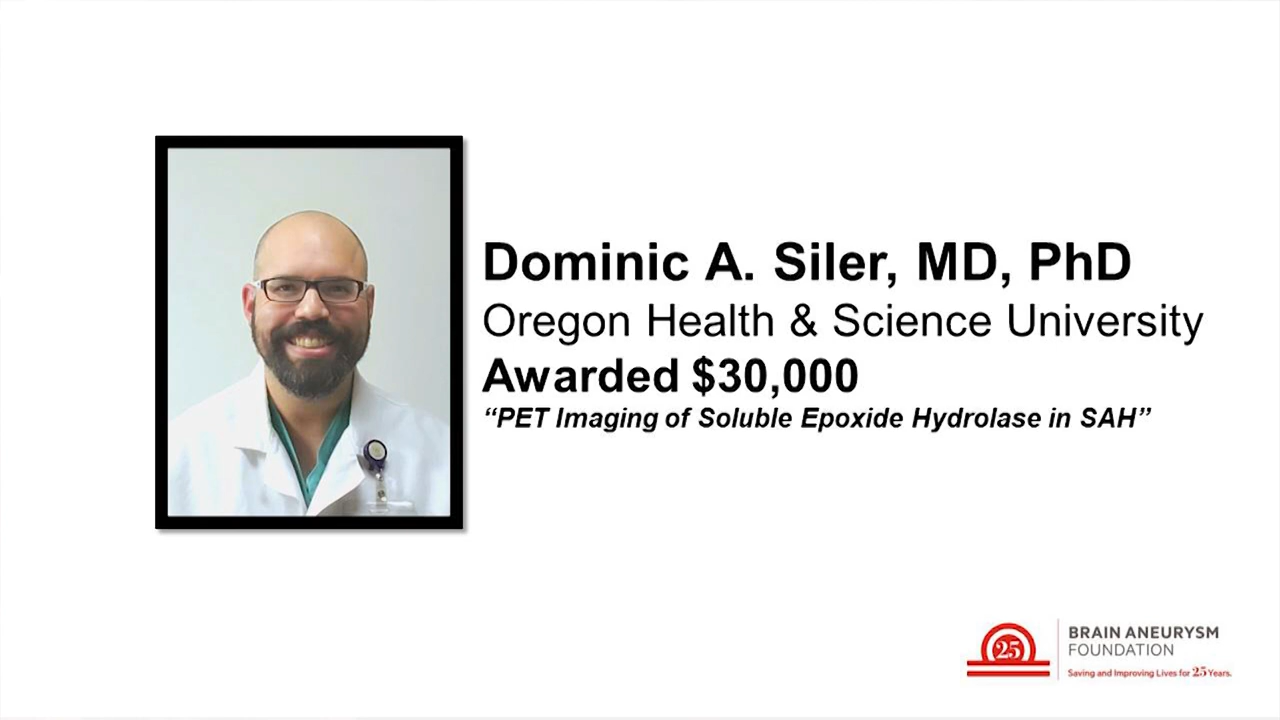 Dominic A. Siler, MD, PhD
Oregon Health & Science University
Awarded $30,000
“PET Imaging of Soluble Epoxide Hydrolase in SAH”
25
BRAIN ANEURYSM
FOUNDATION
Saving and Improving Lives for 25 Years.